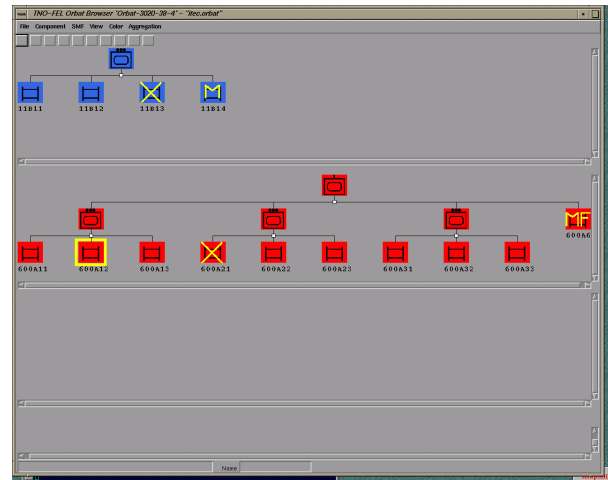 TNO-FEL Orbat Browser "Orbat-3020-38-4" - "itec.orbat"
File Component SMF View Color Aggregation
M
11B11 11B12 11B13 11B14
MF
600A6
600A11 600A12 600A13 600A21 600A22 600A23 600A31 600A32 600A33
Name